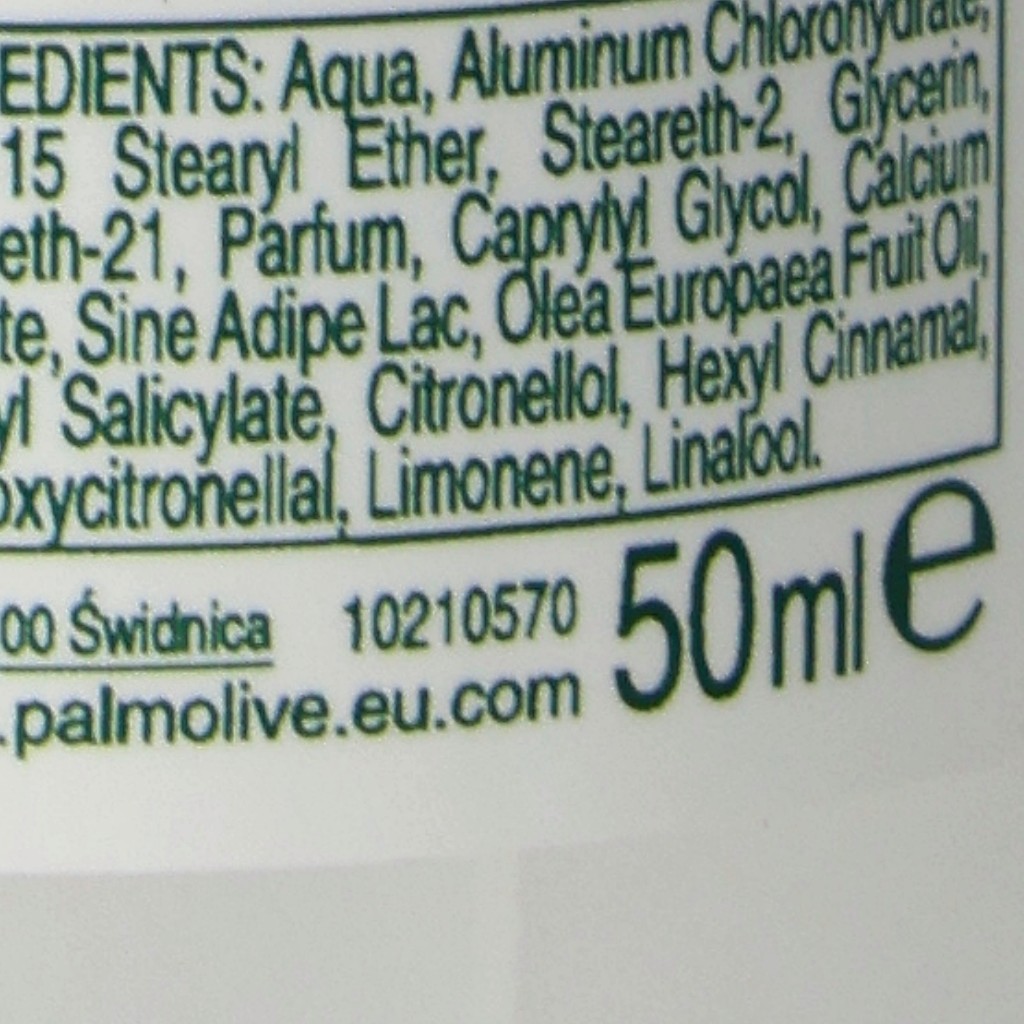 EDIENTS: Aqua, Aluminum Chlorohydrate,
15 Stearyl Ether, Steareth-2, Glycerin,
eth-21, Parfum, Caprylyl Glycol, Calcium
te, Sine Adipe Lac, Olea Europaea Fruit Oil,
yl Salicylate, Citronellol, Hexyl Cinnamal,
oxycitronellal, Limonene, Linalool.
00 Świdnica 10210570 50 ml e
.palmolive.eu.com